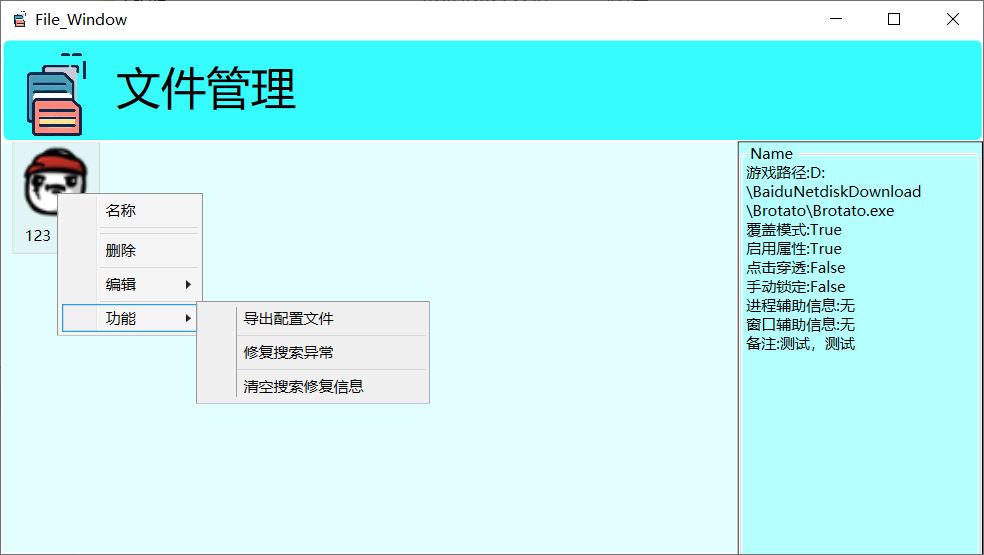 File_Window
文件管理
123
名称
删除
编辑
功能
导出配置文件
修复搜索异常
清空搜索修复信息
Name
游戏路径:D:
\BaiduNetdiskDownload
\Brotato\Brotato.exe
覆盖模式:True
启用属性:True
点击穿透:False
手动锁定:False
进程辅助信息:无
窗口辅助信息:无
备注:测试，测试